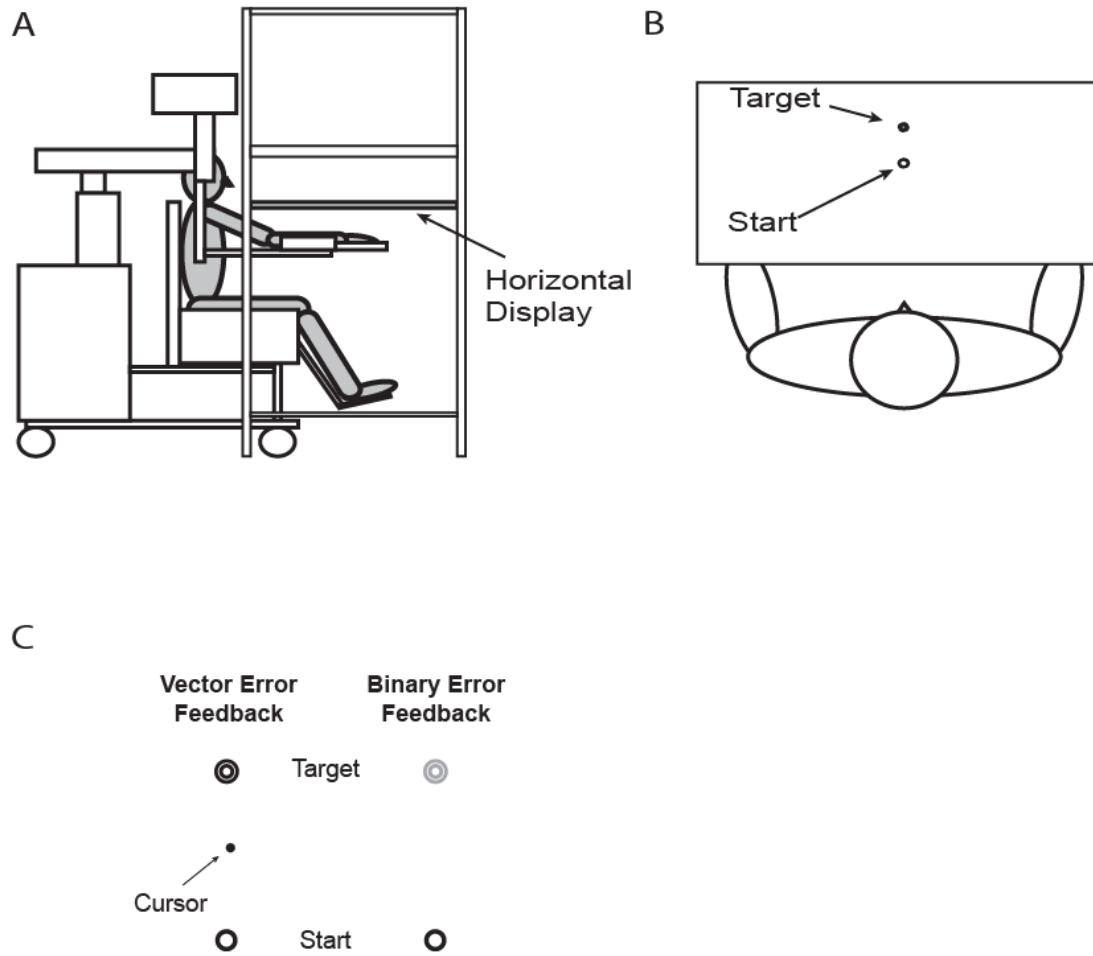 A
Horizontal
Display
B
Target
Start
C
Vector Error
Feedback
Binary Error
Feedback
Target
Cursor
Start